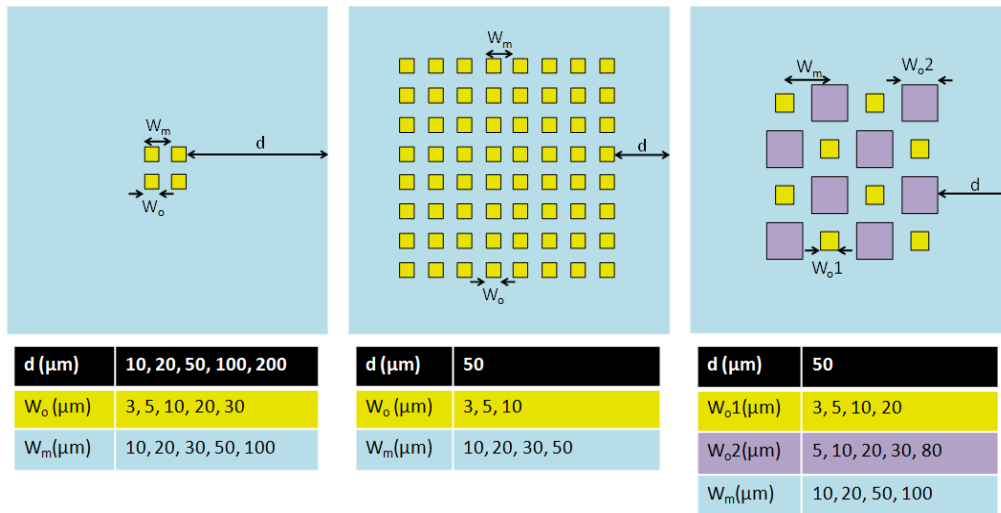 Wm
d
Wo
Wm
d
Wo
Wm
Wo2
d
Wo1
d (μm) 10, 20, 50, 100, 200
Wo (μm) 3, 5, 10, 20, 30
Wm(μm) 10, 20, 30, 50, 100
d (μm) 50
Wo (μm) 3, 5, 10
Wm(μm) 10, 20, 30, 50
d (μm) 50
Wo1(μm) 3, 5, 10, 20
Wo2(μm) 5, 10, 20, 30, 80
Wm(μm) 10, 20, 50, 100